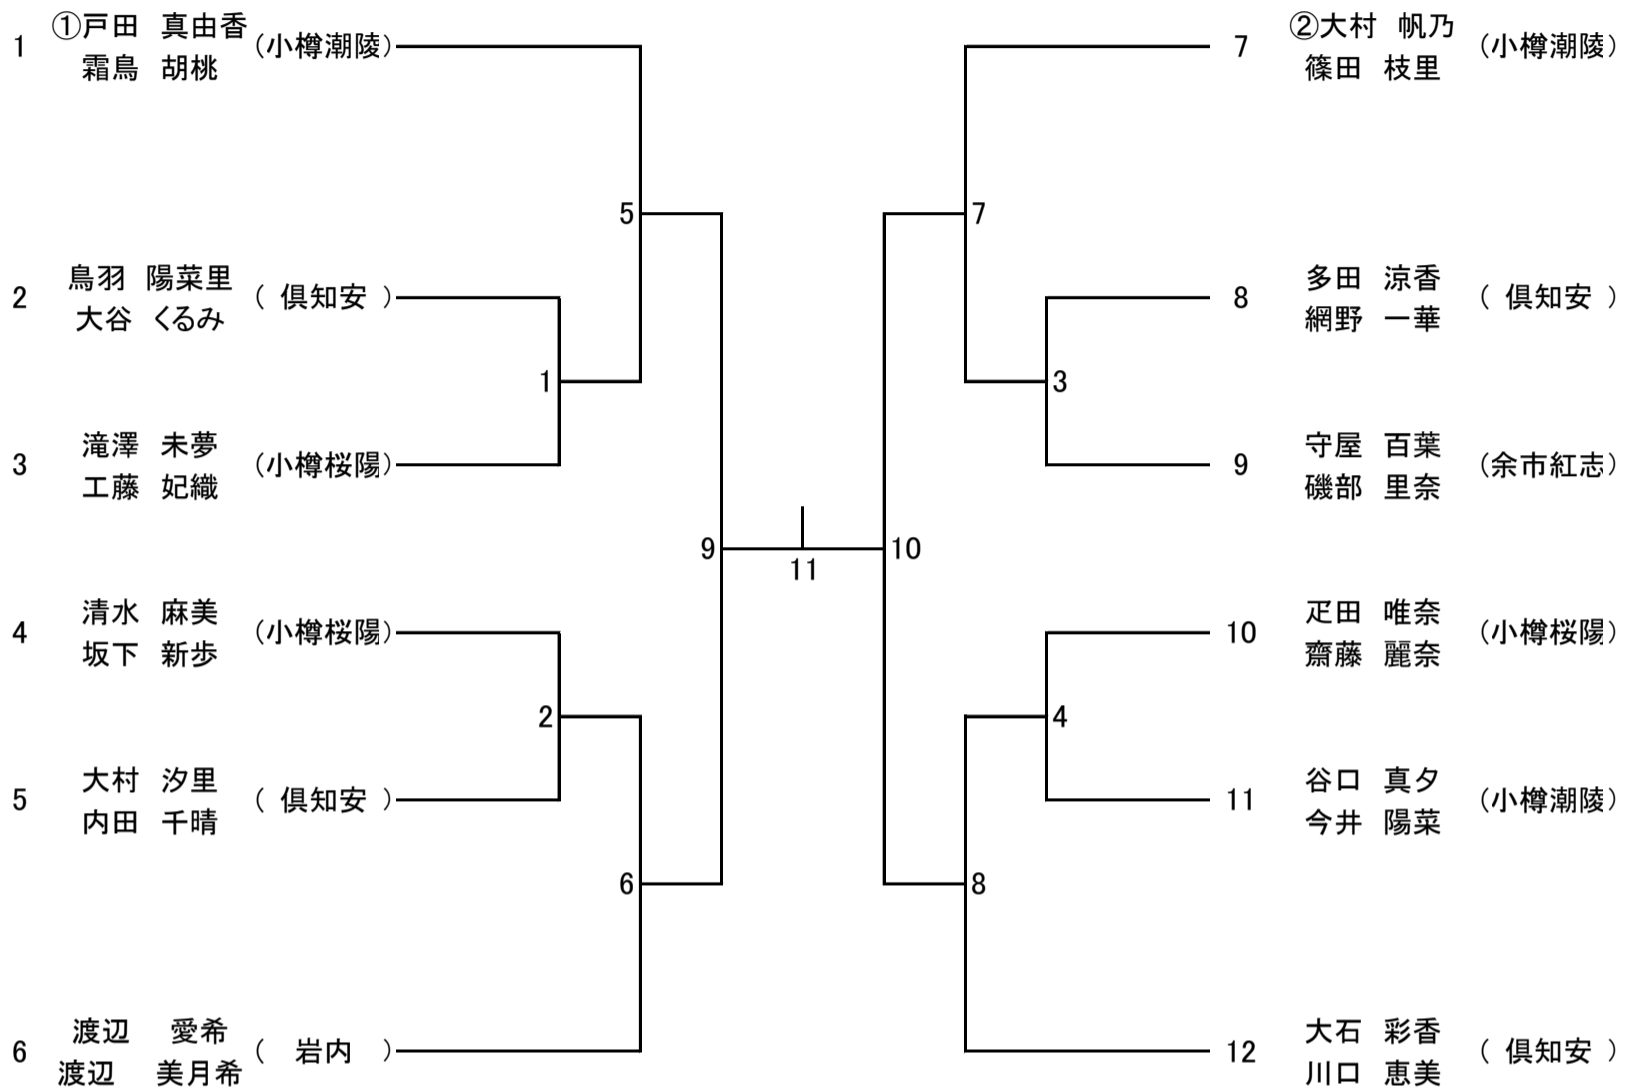 1 ①戸田 真由香 (小樽潮陵)
霜鳥 胡桃
2 鳥羽 陽菜里 ( 倶知安 )
大谷 くるみ
3 滝澤 未夢 (小樽桜陽)
工藤 妃織
4 清水 麻美 (小樽桜陽)
坂下 新歩
5 大村 汐里 ( 倶知安 )
内田 千晴
6 渡辺 愛希 ( 岩内 )
渡辺 美月希
5
1
9
2
6
11
7
3
10
4
8
7 ②大村 帆乃 (小樽潮陵)
篠田 枝里
8 多田 涼香 ( 倶知安 )
網野 一華
9 守屋 百葉 (余市紅志)
磯部 里奈
10 疋田 唯奈 (小樽桜陽)
齋藤 麗奈
11 谷口 真夕 (小樽潮陵)
今井 陽菜
12 大石 彩香 ( 倶知安 )
川口 恵美